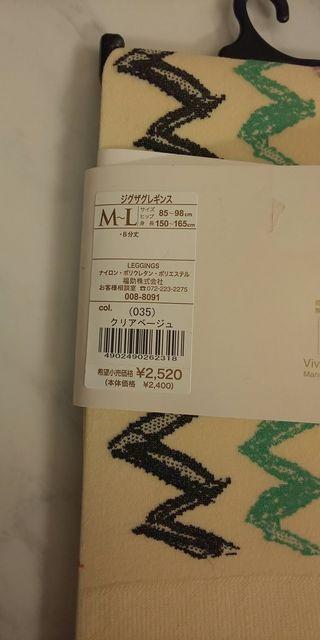 ジグザグレギンス
M~L
サイズ
ヒップ 85~98cm
身長 150~165cm
・8分丈
LEGGINGS
ナイロン・ポリウレタン・ポリエステル
福助株式会社
お客様相談室 ☎072-223-2275
008-8091
col.
(035)
クリアベージュ
4902490262318
希望小売価格 ¥2,520
(本体価格 ¥2,400)
Viv
Man